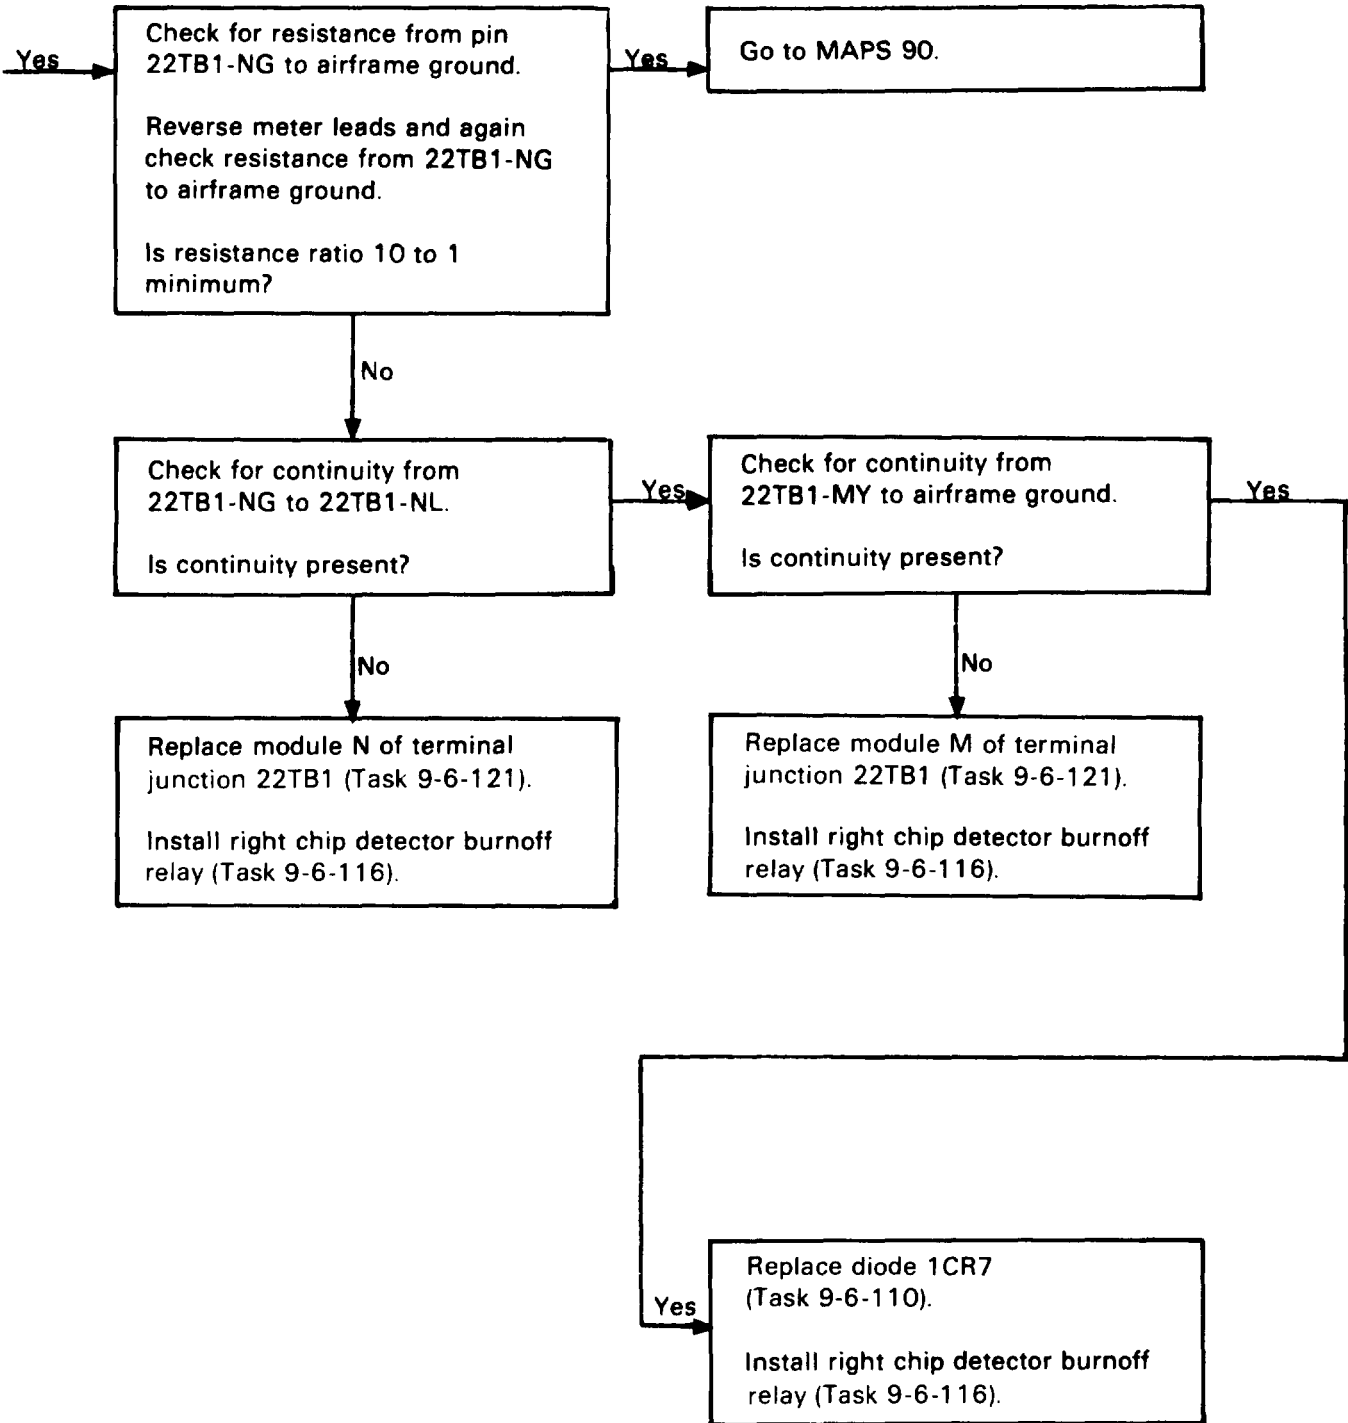 Yes
Check for resistance from pin
22TB1-NG to airframe ground.
Reverse meter leads and again
check resistance from 22TB1-NG
to airframe ground.
Is resistance ratio 10 to 1
minimum?
Yes
Go to MAPS 90.
No
Check for continuity from
22TB1-NG to 22TB1-NL.
Is continuity present?
Yes
Check for continuity from
22TB1-MY to airframe ground.
Is continuity present?
Yes
No
No
Replace module N of terminal
junction 22TB1 (Task 9-6-121).
Install right chip detector burnoff
relay (Task 9-6-116).
Replace module M of terminal
junction 22TB1 (Task 9-6-121).
Install right chip detector burnoff
relay (Task 9-6-116).
Yes
Replace diode 1CR7
(Task 9-6-110).
Install right chip detector burnoff
relay (Task 9-6-116).